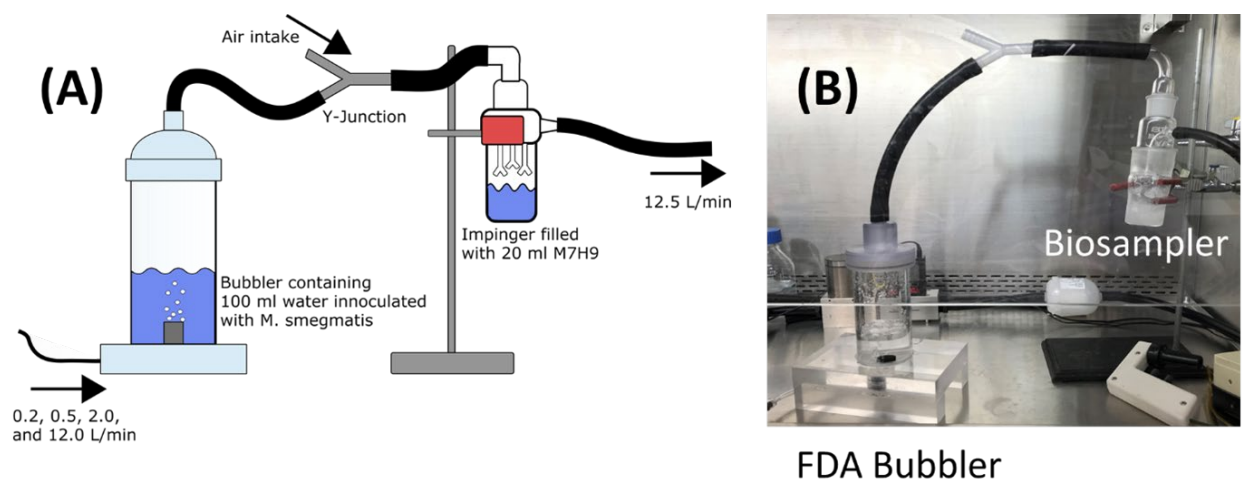 (A)
Air intake
Y-Junction
12.5 L/min
Impinger filled
with 20 ml M7H9
Bubbler containing
100 ml water innoculated
with M. smegmatis
0.2, 0.5, 2.0,
and 12.0 L/min
(B)
Biosampler
FDA Bubbler